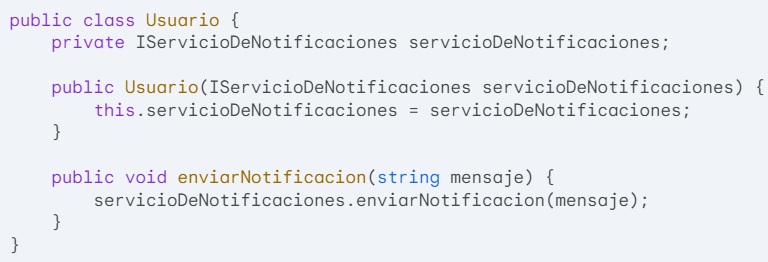 public class Usuario {
    private IServicioDeNotificaciones servicioDeNotificaciones;

    public Usuario(IServicioDeNotificaciones servicioDeNotificaciones) {
        this.servicioDeNotificaciones = servicioDeNotificaciones;
    }

    public void enviarNotificacion(string mensaje) {
        servicioDeNotificaciones.enviarNotificacion(mensaje);
    }
}